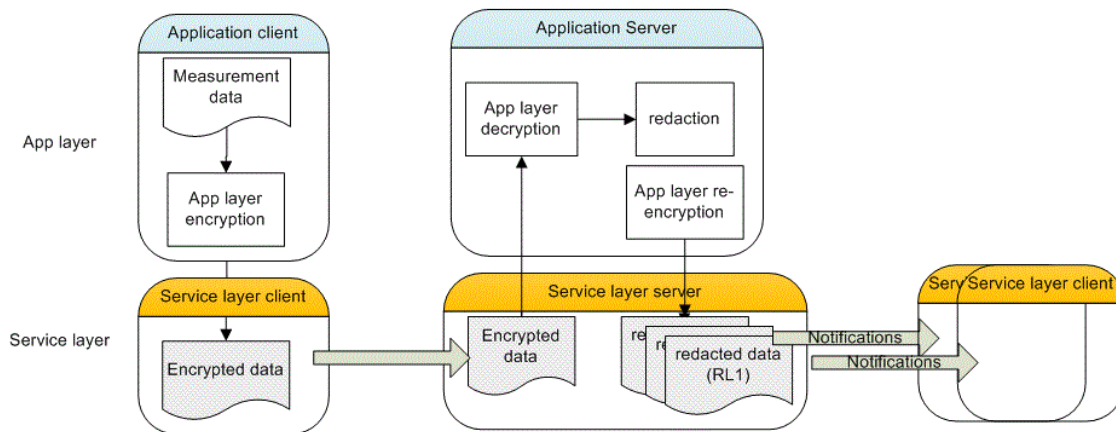 Application client
Application Server
Measurement
data
App layer
decryption
redaction
App layer
App layer
encryption
App layer re-
encryption
Service layer client
Service layer server
Serv
Service layer client
Service layer
Encrypted data
Encrypted
data
re
re
redacted data
(RL1)
Notifications
Notifications